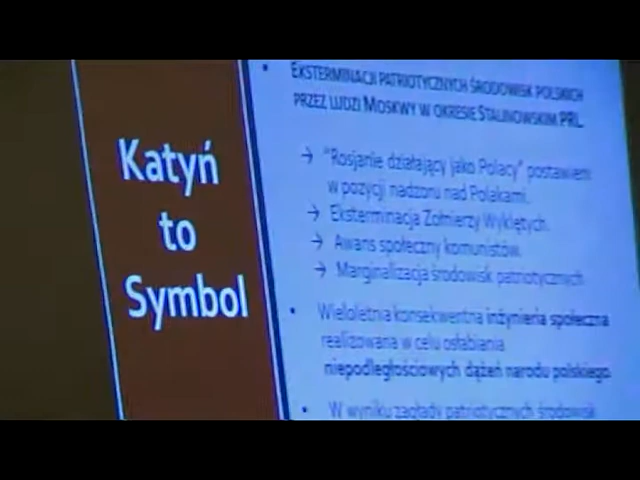 Katyń
to
Symbol
• EKSTERMINACJI PATRIOTYCZNYCH ŚRODOWISK POLSKICH
PRZEZ LUDZI MOSKWY W OKRESIE STALINOWSKIM PRL.
→ "Rosjanie działający jako Polacy" postawieni
w pozycji nadzoru nad Polakami.
→ Eksterminacja Żołnierzy Wyklętych.
→ Awans społeczny komunistów.
→ Marginalizacja środowisk patriotycznych
• Wieloletnia konsekwentna inżynieria społeczna
realizowana w celu osłabiania
niepodległościowych dążeń narodu polskiego.
• W wyniku zagłady patriotycznych środowisk